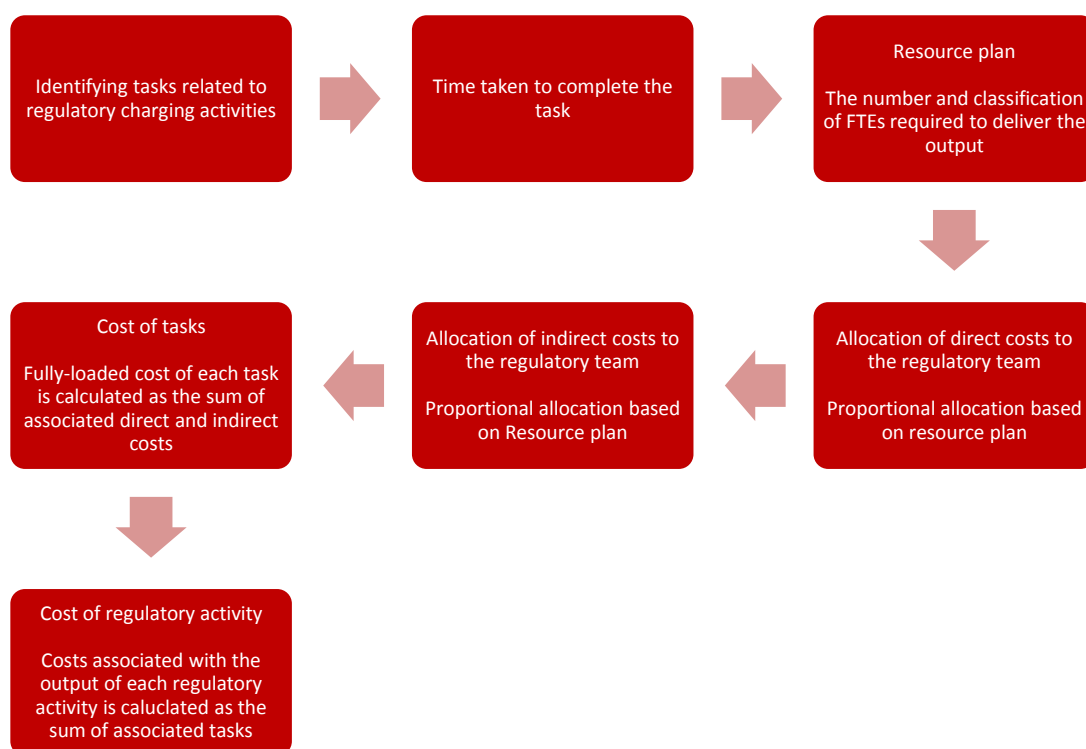 Identifying tasks related to
regulatory charging activities
Time taken to complete the
task
Resource plan
The number and classification
of FTEs required to deliver the
output
Allocation of direct costs to
the regulatory team
Proportional allocation based
on resource plan
Allocation of indirect costs to
the regulatory team
Proportional allocation based
on Resource plan
Cost of tasks
Fully-loaded cost of each task
is calculated as the sum of
associated direct and indirect
costs
Cost of regulatory activity
Costs associated with the
output of each regulatory
activity is caluclated as the
sum of associated tasks